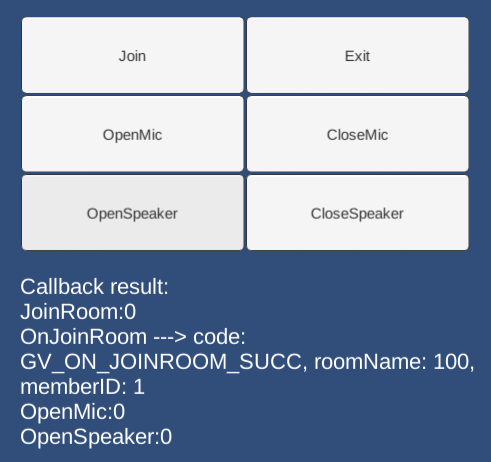 Join
Exit
OpenMic
CloseMic
OpenSpeaker
CloseSpeaker
Callback result:
JoinRoom:0
OnJoinRoom ---> code:
GV_ON_JOINROOM_SUCC, roomName: 100,
memberID: 1
OpenMic:0
OpenSpeaker:0